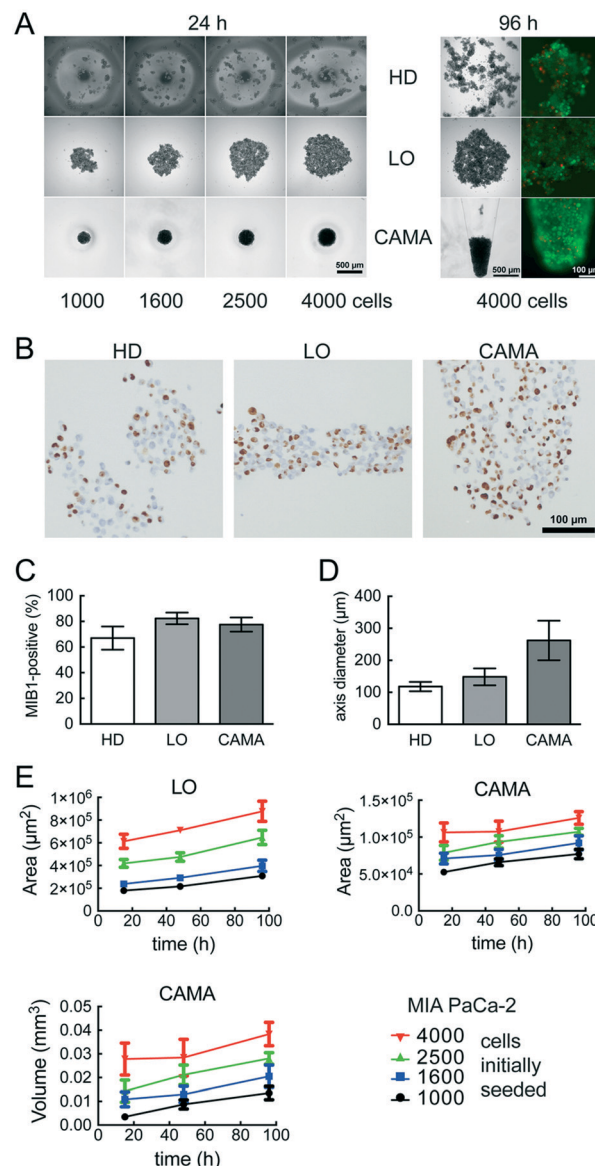 A
24 h
96 h
HD
LO
CAMA
500 µm
500 µm
100 µm
1000 1600 2500 4000 cells
4000 cells
B
HD LO CAMA
100 µm
C
MIB1-positive (%)
100
80
60
40
20
0
HD LO CAMA
D
axis diameter (µm)
400
300
200
100
0
HD LO CAMA
E
LO
Area (µm²)
1×10⁶
8×10⁵
6×10⁵
4×10⁵
2×10⁵
0 20 40 60 80 100
time (h)
CAMA
Area (µm²)
1.5×10⁵
1.0×10⁵
5.0×10⁴
0.0
0 20 40 60 80 100
time (h)
CAMA
Volume (mm³)
0.05
0.04
0.03
0.02
0.01
0.00
0 20 40 60 80 100
time (h)
MIA PaCa-2
4000 cells
2500 initially
1600 seeded
1000